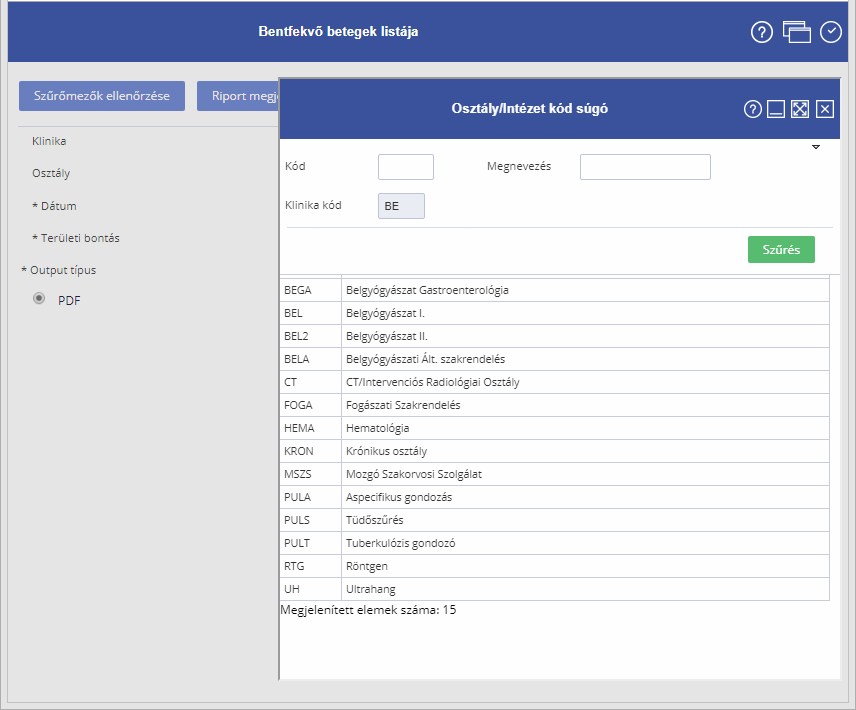 Bentfekvő betegek listája
Szűrőmezők ellenőrzése
Riport megj
Osztály/Intézet kód súgó
Klinika
Osztály
* Dátum
* Területi bontás
* Output típus
PDF
Kód
Megnevezés
Klinika kód BE
Szűrés
BEGA Belgyógyászat Gastroenterológia
BEL Belgyógyászat I.
BEL2 Belgyógyászat II.
BELA Belgyógyászati Ált. szakrendelés
CT CT/Intervenciós Radiológiai Osztály
FOGA Fogászati Szakrendelés
HEMA Hematológia
KRON Krónikus osztály
MSZS Mozgó Szakorvosi Szolgálat
PULA Aspecifikus gondozás
PULS Tüdőszűrés
PULT Tuberkulózis gondozó
RTG Röntgen
UH Ultrahang
Megjelenített elemek száma: 15